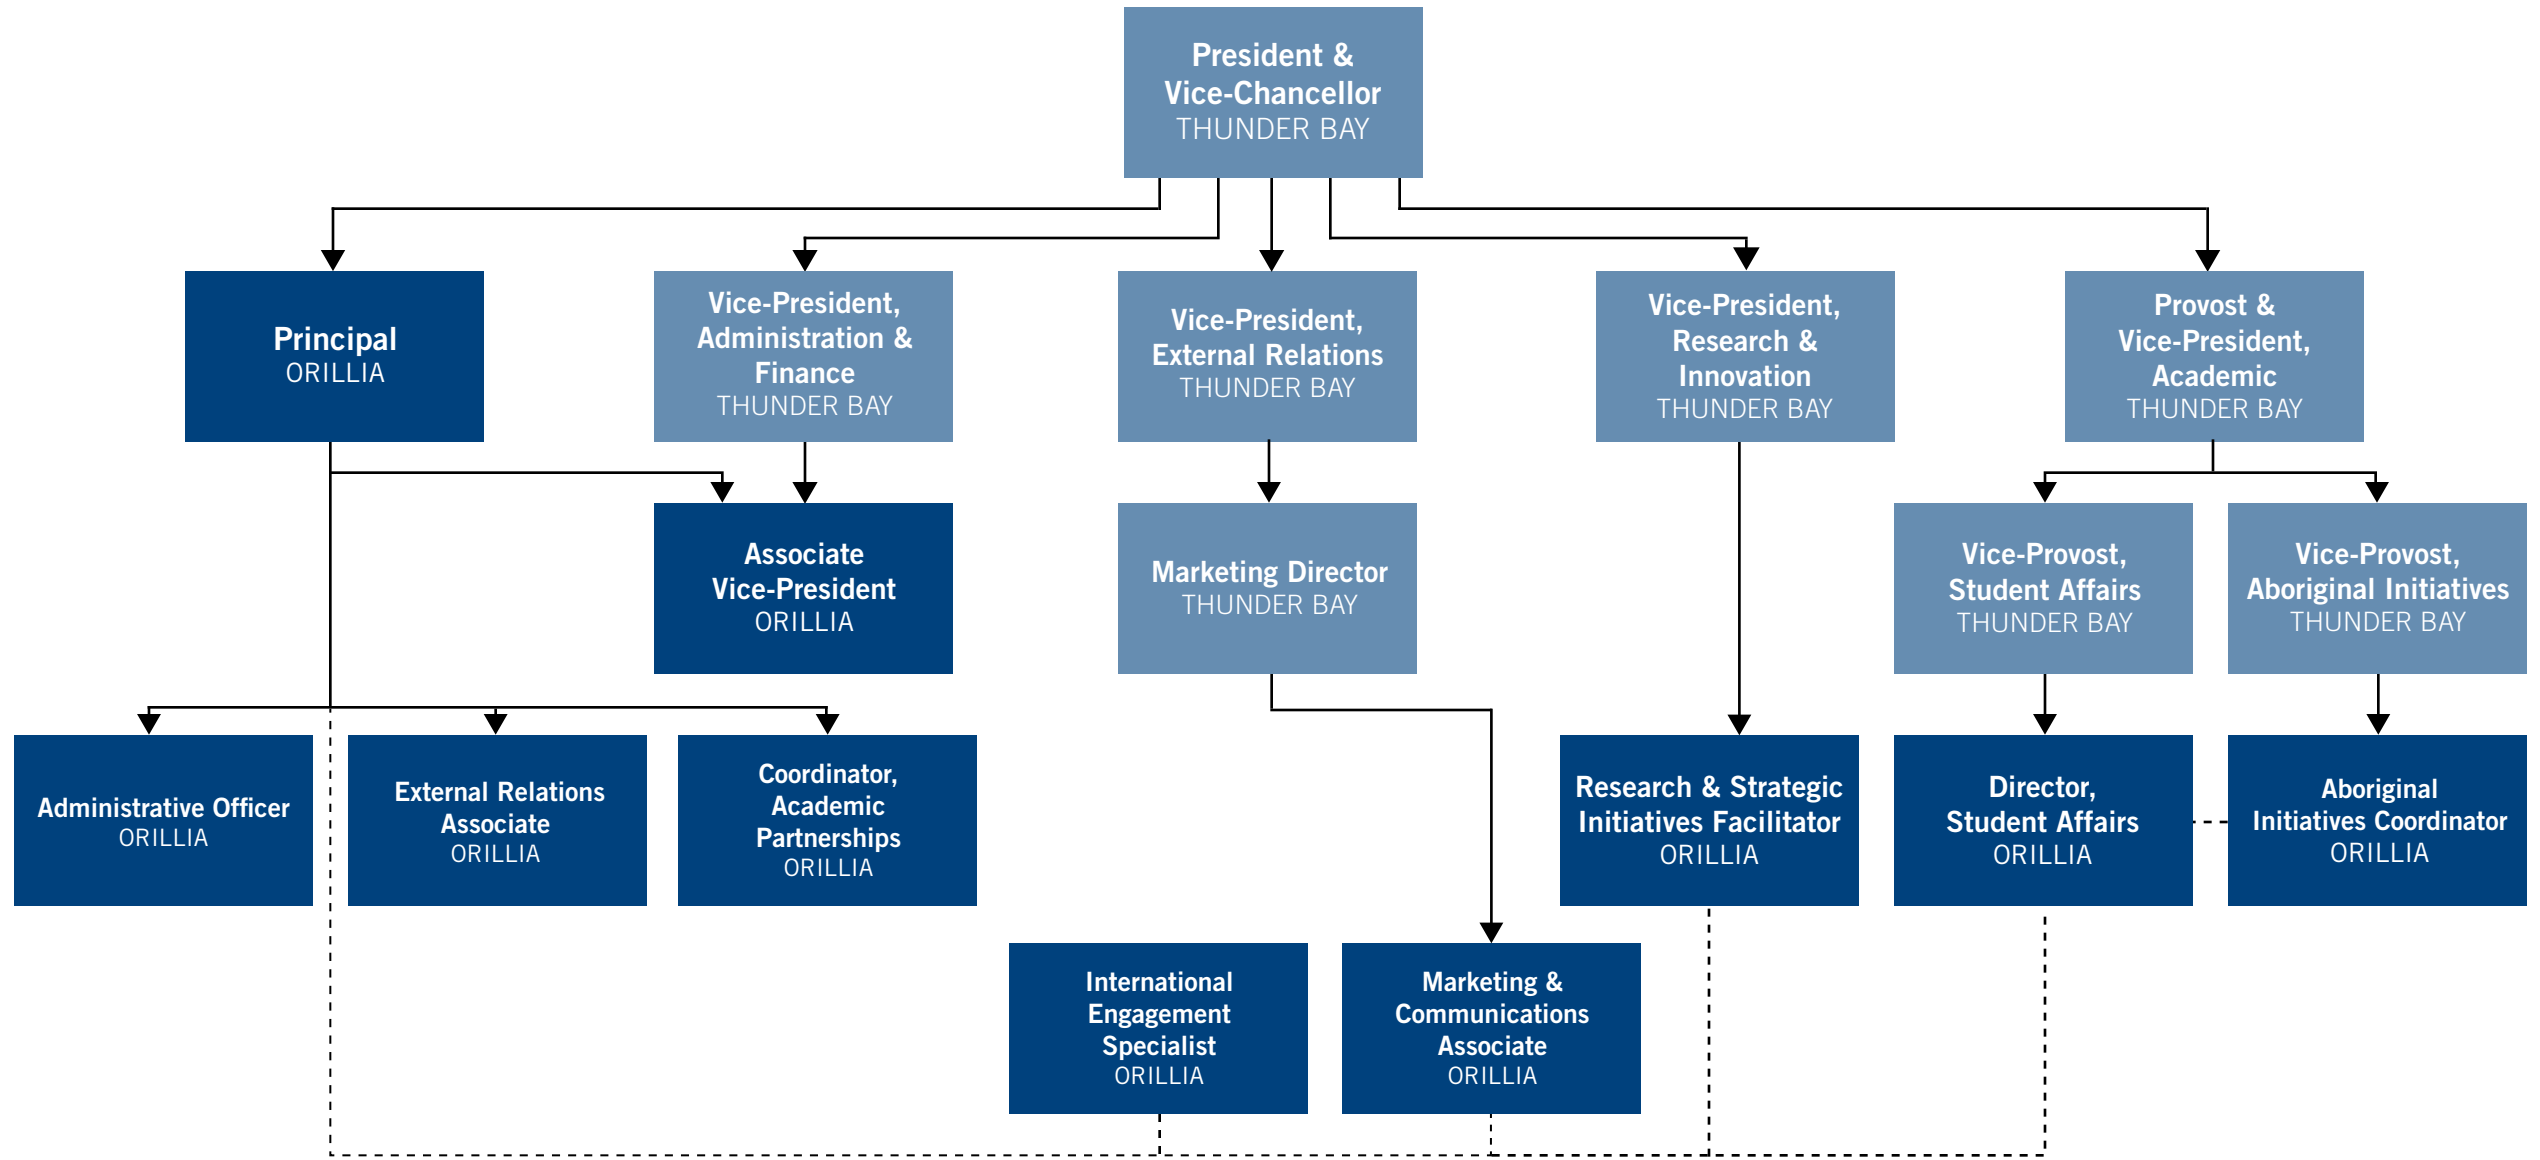 President &
Vice-Chancellor
THUNDER BAY
Principal
ORILLIA
Vice-President,
Administration &
Finance
THUNDER BAY
Vice-President,
External Relations
THUNDER BAY
Vice-President,
Research &
Innovation
THUNDER BAY
Provost &
Vice-President,
Academic
THUNDER BAY
Associate
Vice-President
ORILLIA
Marketing Director
THUNDER BAY
Vice-Provost,
Student Affairs
THUNDER BAY
Vice-Provost,
Aboriginal Initiatives
THUNDER BAY
Administrative Officer
ORILLIA
External Relations
Associate
ORILLIA
Coordinator,
Academic
Partnerships
ORILLIA
Research & Strategic
Initiatives Facilitator
ORILLIA
Director,
Student Affairs
ORILLIA
Aboriginal
Initiatives Coordinator
ORILLIA
International
Engagement
Specialist
ORILLIA
Marketing &
Communications
Associate
ORILLIA